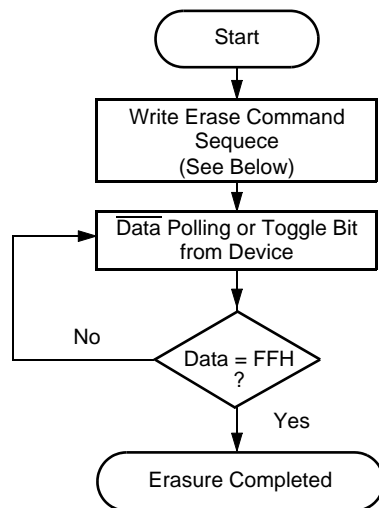 Start
Write Erase Command
Sequece
(See Below)
Data Polling or Toggle Bit
from Device
No
Data = FFH
?
Yes
Erasure Completed